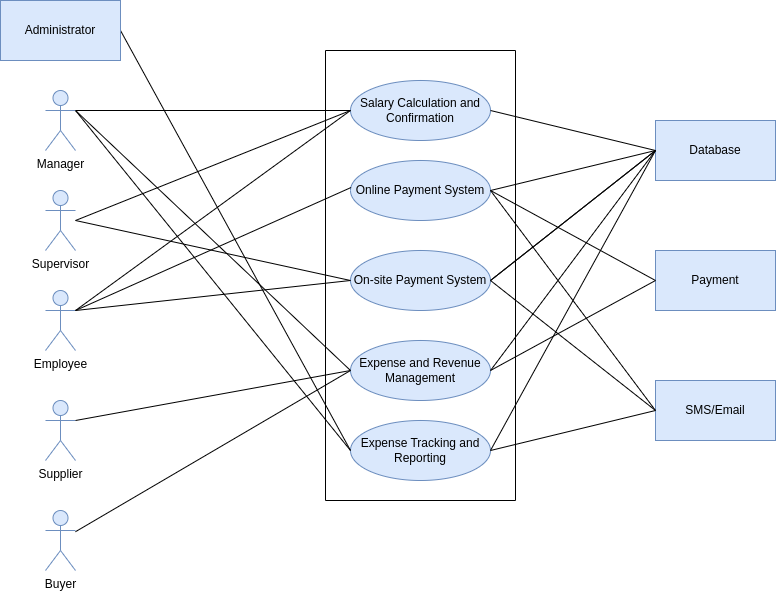 Administrator
Manager
Supervisor
Employee
Supplier
Buyer
Salary Calculation and
Confirmation
Online Payment System
On-site Payment System
Expense and Revenue
Management
Expense Tracking and
Reporting
Database
Payment
SMS/Email